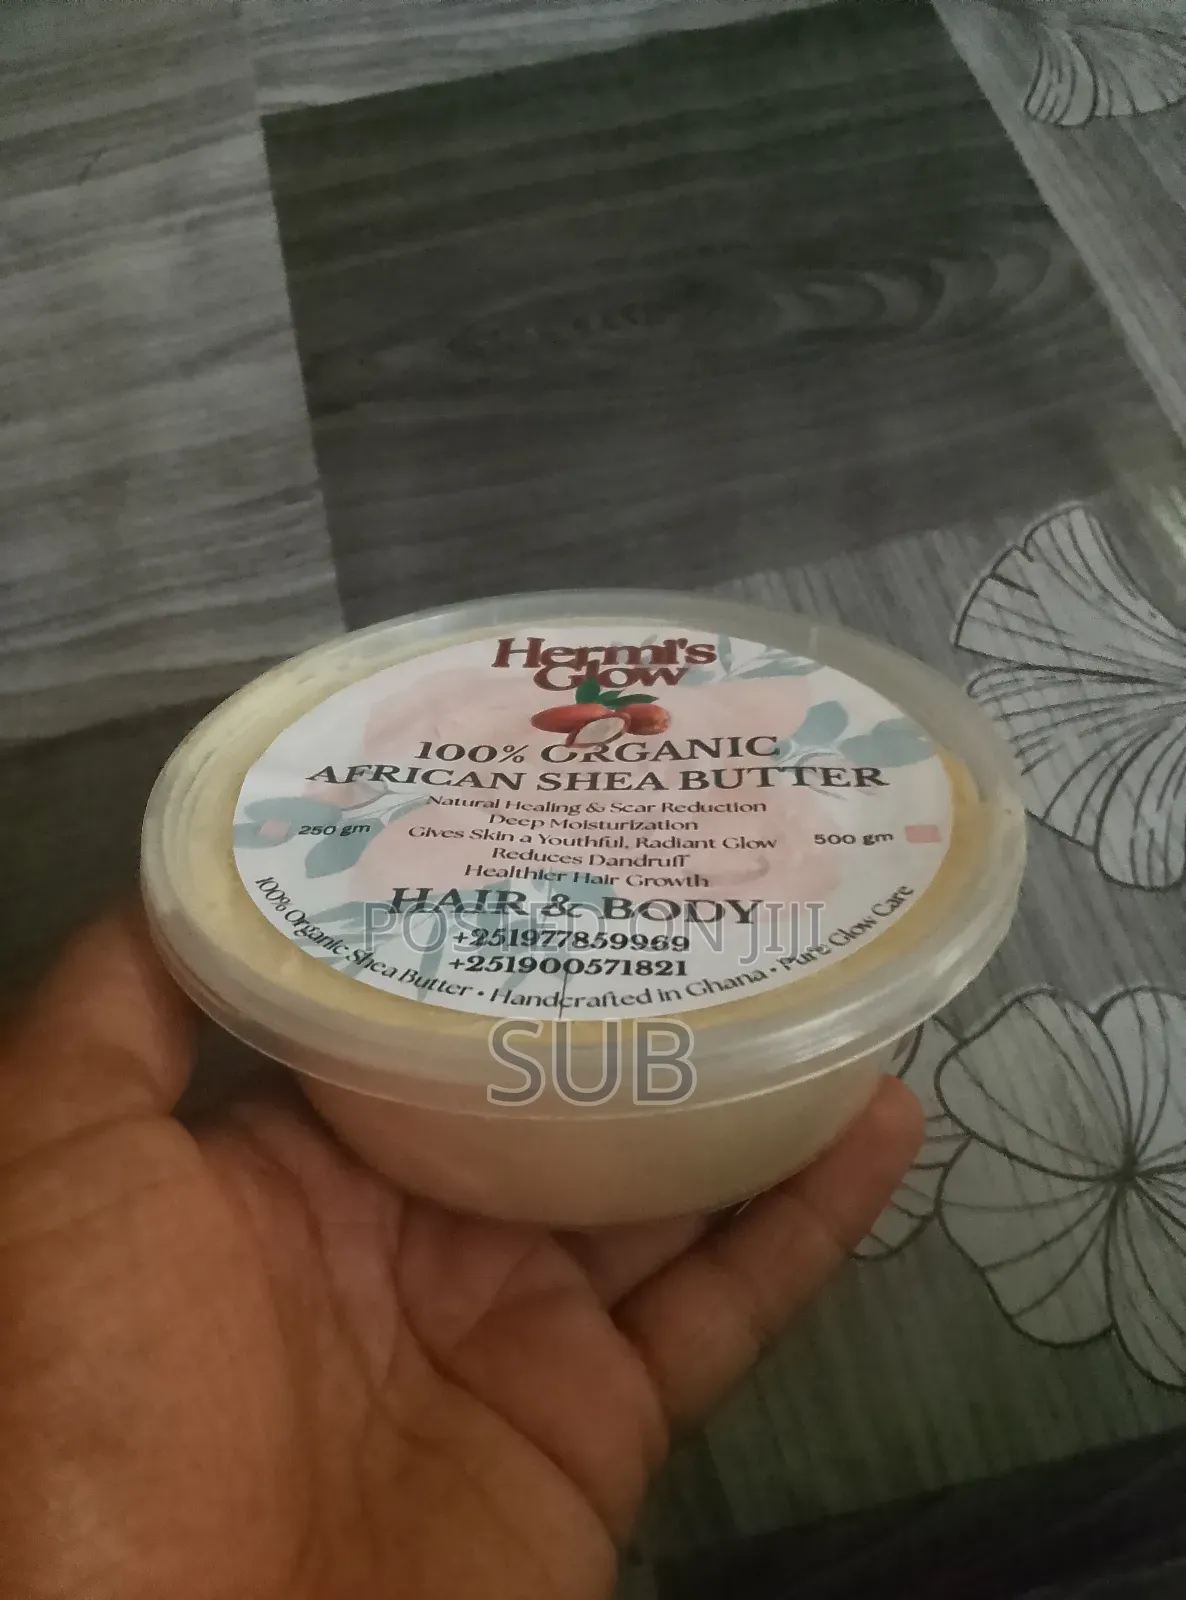 Hermi's
Glow
100% ORGANIC
AFRICAN SHEA BUTTER
Natural Healing & Scar Reduction
Deep Moisturization
250 gm
Gives Skin a Youthful, Radiant Glow
500 gm
Reduces Dandruff
Healthier Hair Growth
HAIR & BODY
+251977859969
+251900571821
100% Organic Shea Butter • Handcrafted in Ghana • Pure Glow Care
POSTED ON JIJI
SUB